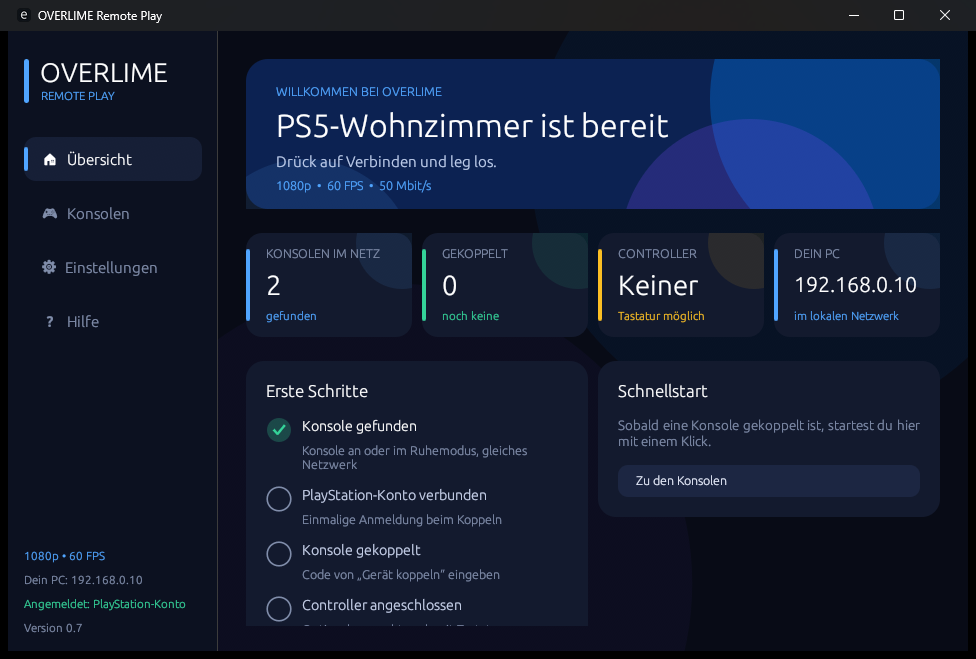 e OVERLIME Remote Play
OVERLIME
REMOTE PLAY
Übersicht
Konsolen
Einstellungen
? Hilfe
1080p • 60 FPS
Dein PC: 192.168.0.10
Angemeldet: PlayStation-Konto
Version 0.7
WILLKOMMEN BEI OVERLIME
PS5-Wohnzimmer ist bereit
Drück auf Verbinden und leg los.
1080p • 60 FPS • 50 Mbit/s
KONSOLEN IM NETZ
2
gefunden
GEKOPPELT
0
noch keine
CONTROLLER
Keiner
Tastatur möglich
DEIN PC
192.168.0.10
im lokalen Netzwerk
Erste Schritte
Konsole gefunden
Konsole an oder im Ruhemodus, gleiches
Netzwerk
PlayStation-Konto verbunden
Einmalige Anmeldung beim Koppeln
Konsole gekoppelt
Code von „Gerät koppeln“ eingeben
Controller angeschlossen
Schnellstart
Sobald eine Konsole gekoppelt ist, startest du hier
mit einem Klick.
Zu den Konsolen